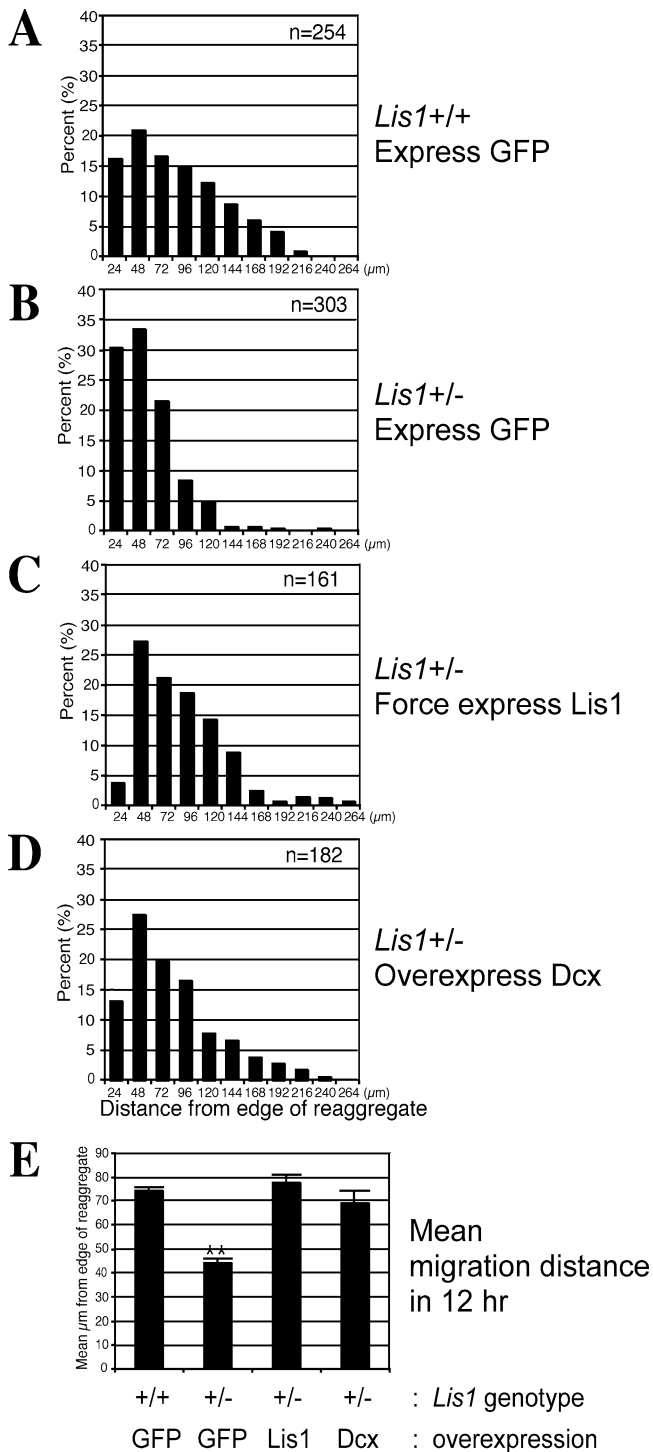 A
n=254
Percent (%)
40
35
30
25
20
15
10
5
0
24 48 72 96 120 144 168 192 216 240 264 (µm)
Lis1+/+
Express GFP
B
n=303
Percent (%)
40
35
30
25
20
15
10
5
0
24 48 72 96 120 144 168 192 216 240 264 (µm)
Lis1+/-
Express GFP
C
n=161
Percent (%)
40
35
30
25
20
15
10
5
0
24 48 72 96 120 144 168 192 216 240 264 (µm)
Lis1+/-
Force express Lis1
D
n=182
Percent (%)
40
35
30
25
20
15
10
5
0
24 48 72 96 120 144 168 192 216 240 264 (µm)
Distance from edge of reaggregate
Lis1+/-
Overexpress Dcx
E
Mean µm from edge of reaggregate
90
80
70
60
50
40
30
20
10
0
**
Mean
migration distance
in 12 hr
+/+ +/- +/- +/- : Lis1 genotype
GFP GFP Lis1 Dcx : overexpression